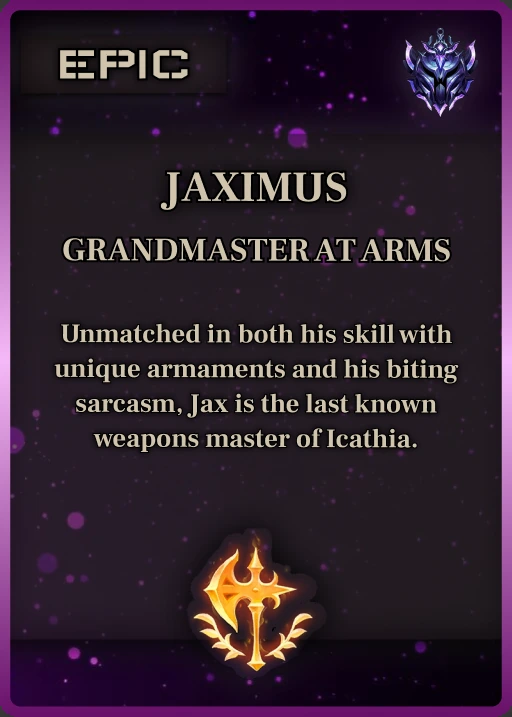 EPIC
JAXIMUS
GRANDMASTER AT ARMS
Unmatched in both his skill with
unique armaments and his biting
sarcasm, Jax is the last known
weapons master of Icathia.